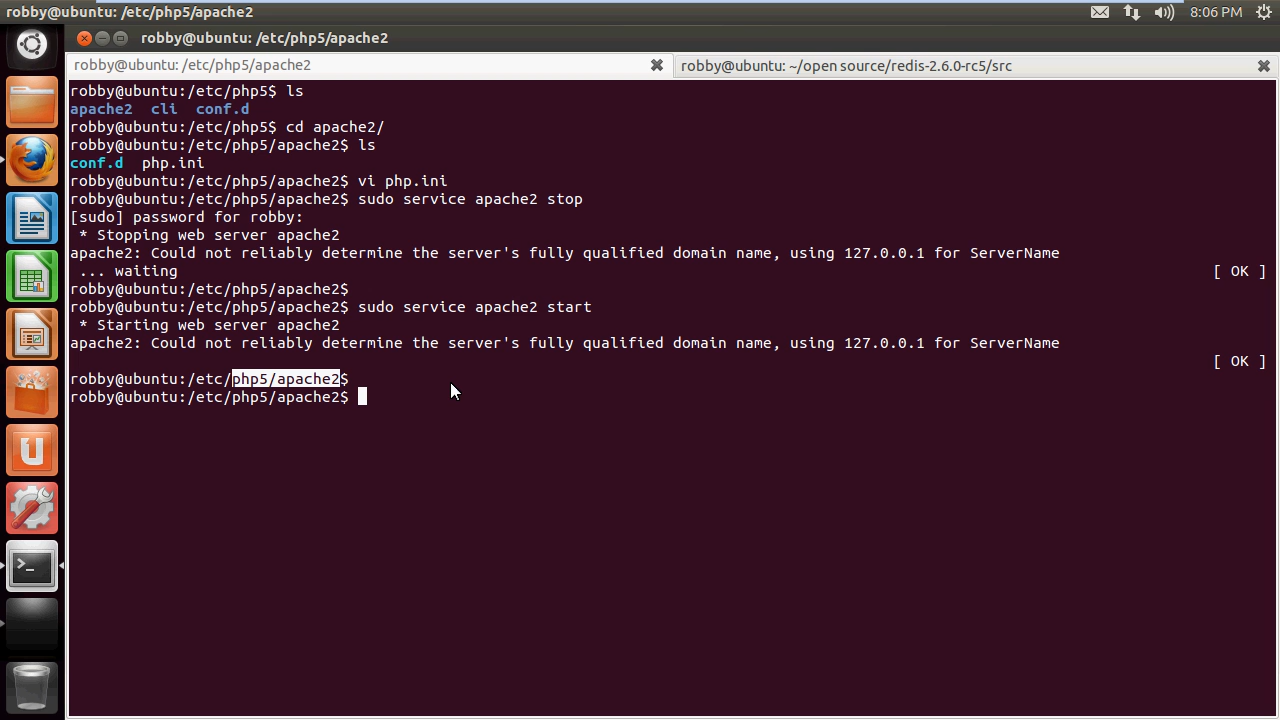 robby@ubuntu: /etc/php5/apache2
8:06 PM
robby@ubuntu: /etc/php5/apache2
robby@ubuntu: /etc/php5/apache2
robby@ubuntu: ~/open source/redis-2.6.0-rc5/src
robby@ubuntu:/etc/php5$ ls
apache2  cli  conf.d
robby@ubuntu:/etc/php5$ cd apache2/
robby@ubuntu:/etc/php5/apache2$ ls
conf.d  php.ini
robby@ubuntu:/etc/php5/apache2$ vi php.ini
robby@ubuntu:/etc/php5/apache2$ sudo service apache2 stop
[sudo] password for robby:
 * Stopping web server apache2
apache2: Could not reliably determine the server's fully qualified domain name, using 127.0.0.1 for ServerName
 ... waiting [ OK ]
robby@ubuntu:/etc/php5/apache2$
robby@ubuntu:/etc/php5/apache2$ sudo service apache2 start
 * Starting web server apache2
apache2: Could not reliably determine the server's fully qualified domain name, using 127.0.0.1 for ServerName
[ OK ]
robby@ubuntu:/etc/php5/apache2$
robby@ubuntu:/etc/php5/apache2$